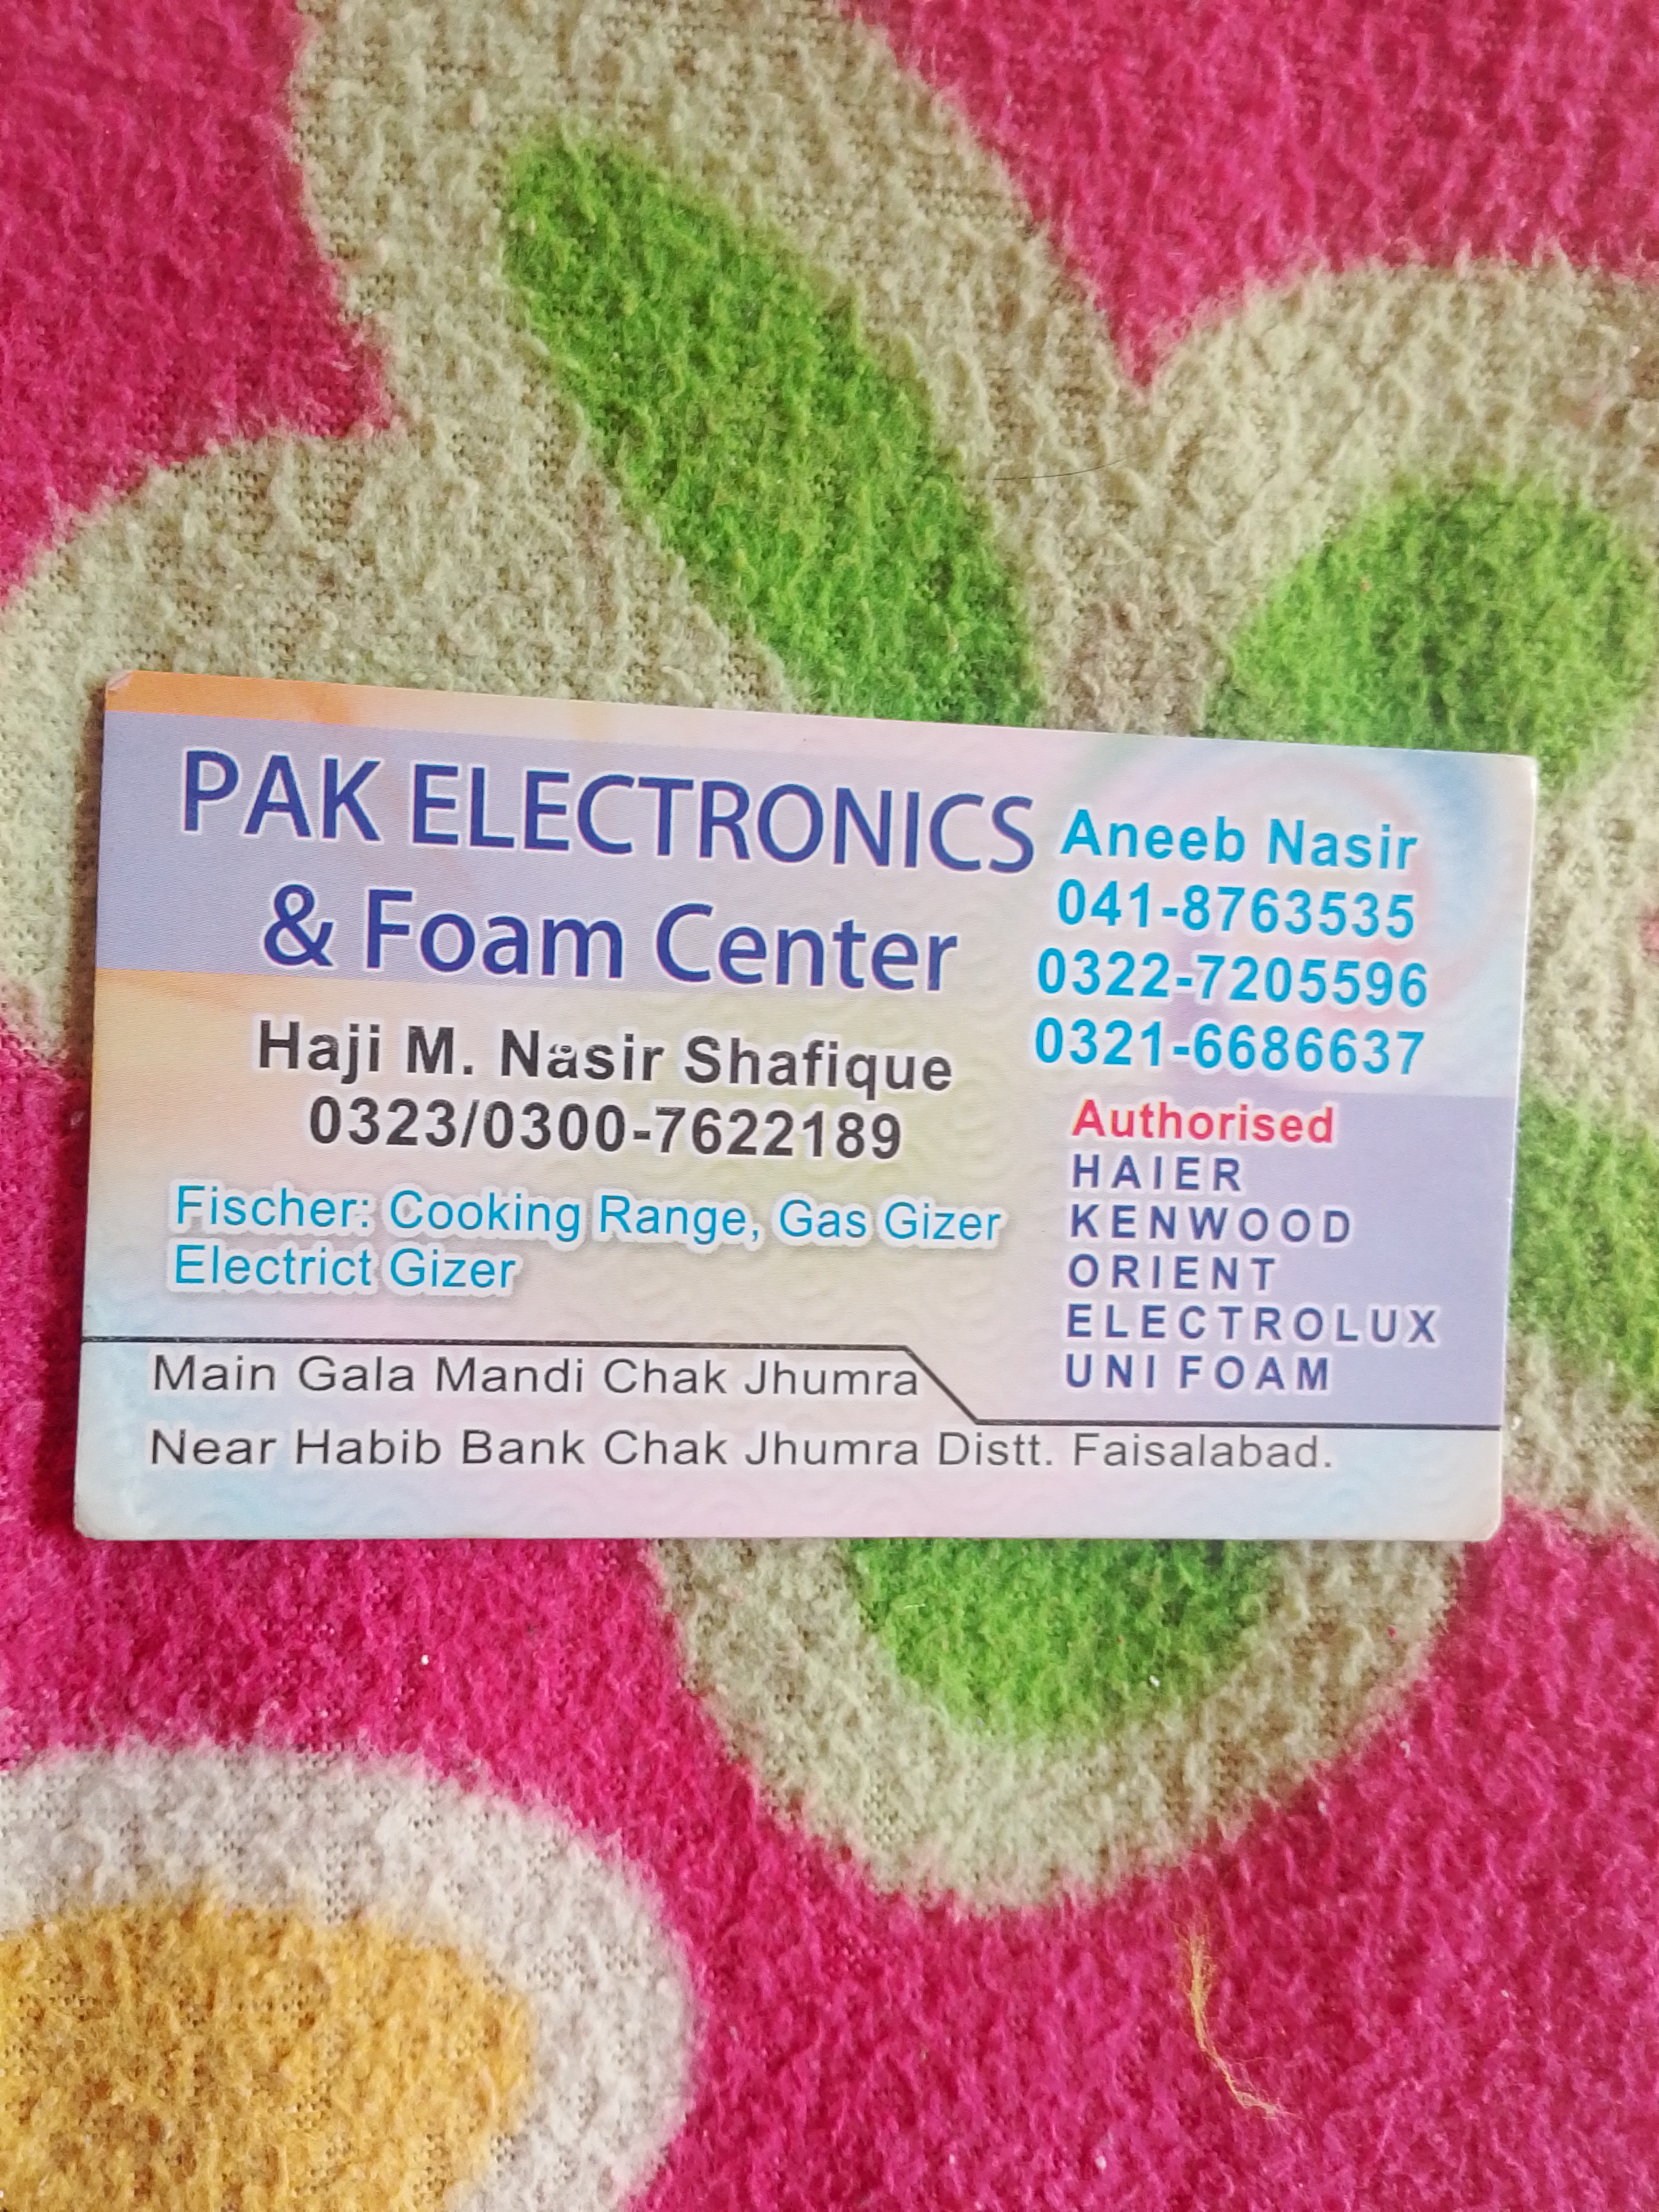 PAK ELECTRONICS
& Foam Center
Haji M. Nasir Shafique
0323/0300-7622189
Fischer: Cooking Range, Gas Gizer
Electrict Gizer
Aneeb Nasir
041-8763535
0322-7205596
0321-6686637
Authorised
HAIER
KENWOOD
ORIENT
ELECTROLUX
UNI FOAM
Main Gala Mandi Chak Jhumra
Near Habib Bank Chak Jhumra Distt. Faisalabad.